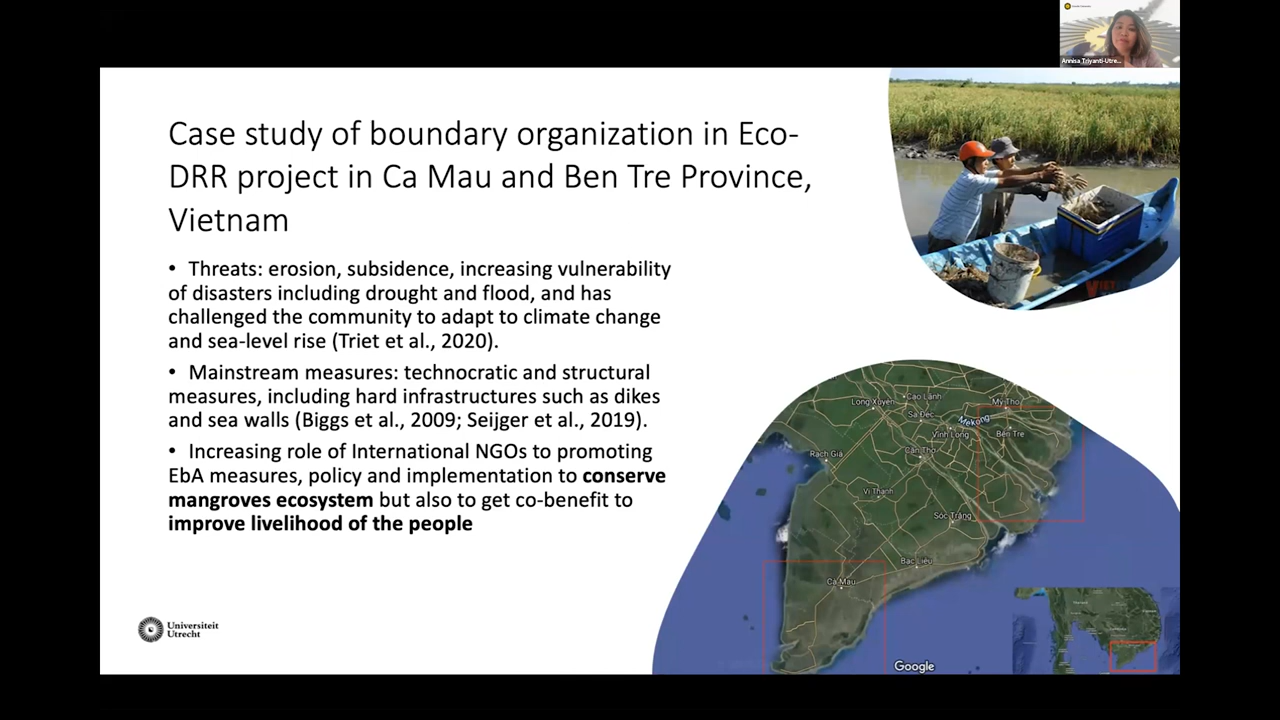 Annisa Triyanti-Utre...
Case study of boundary organization in Eco-
DRR project in Ca Mau and Ben Tre Province,
Vietnam
• Threats: erosion, subsidence, increasing vulnerability
of disasters including drought and flood, and has
challenged the community to adapt to climate change
and sea-level rise (Triet et al., 2020).
• Mainstream measures: technocratic and structural
measures, including hard infrastructures such as dikes
and sea walls (Biggs et al., 2009; Seijger et al., 2019).
• Increasing role of International NGOs to promoting
EbA measures, policy and implementation to conserve
mangroves ecosystem but also to get co-benefit to
improve livelihood of the people
Universiteit
Utrecht
Long Xuyen
Cao Lãnh
Mỹ Tho
Sa Đéc
Mekong
Vĩnh Long
Bến Tre
Rạch Giá
Cần Thơ
Vị Thanh
Sóc Trăng
Bạc Liêu
Cà Mau
Google